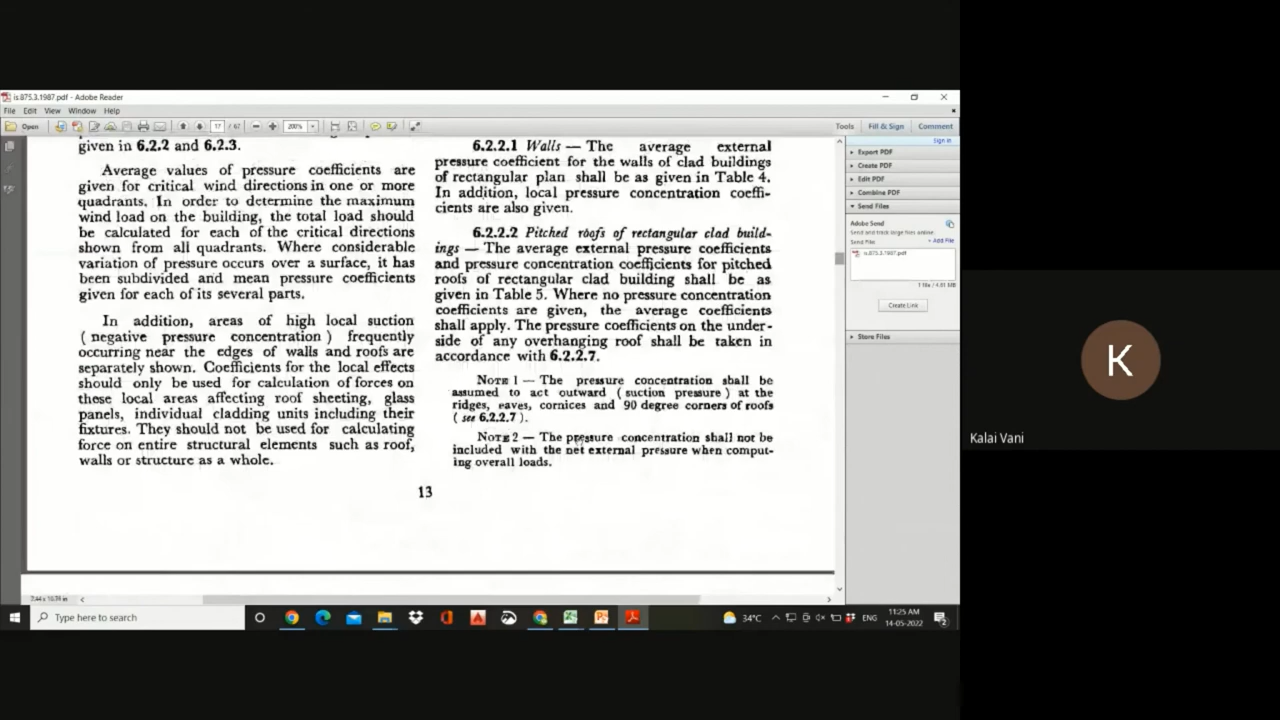 is.875.3.1987.pdf - Adobe Reader
File Edit View Window Help
Open 17 / 67 200% Tools Fill & Sign Comment
given in 6.2.2 and 6.2.3.
Average values of pressure coefficients are
given for critical wind directions in one or more
quadrants. In order to determine the maximum
wind load on the building, the total load should
be calculated for each of the critical directions
shown from all quadrants. Where considerable
variation of pressure occurs over a surface, it has
been subdivided and mean pressure coefficients
given for each of its several parts.
In addition, areas of high local suction
( negative pressure concentration ) frequently
occurring near the edges of walls and roofs are
separately shown. Coefficients for the local effects
should only be used for calculation of forces on
these local areas affecting roof sheeting, glass
panels, individual cladding units including their
fixtures. They should not be used for calculating
force on entire structural elements such as roof,
walls or structure as a whole.
6.2.2.1 Walls — The average external
pressure coefficient for the walls of clad buildings
of rectangular plan shall be as given in Table 4.
In addition, local pressure concentration coeffi-
cients are also given.
6.2.2.2 Pitched roofs of rectangular clad build-
ings — The average external pressure coefficients
and pressure concentration coefficients for pitched
roofs of rectangular clad building shall be as
given in Table 5. Where no pressure concentration
coefficients are given, the average coefficients
shall apply. The pressure coefficients on the under-
side of any overhanging roof shall be taken in
accordance with 6.2.2.7.
NOTE 1 — The pressure concentration shall be
assumed to act outward ( suction pressure ) at the
ridges, eaves, cornices and 90 degree corners of roofs
( see 6.2.2.7 ).
NOTE 2 — The pressure concentration shall not be
included with the net external pressure when comput-
ing overall loads.
13
Sign In
Export PDF
Create PDF
Edit PDF
Combine PDF
Send Files
Adobe Send
Send and track large files online.
Send File:
+ Add File
is.875.3.1987.pdf
Create Link
Store Files
K
Kalai Vani
Type here to search
34°C
ENG
11:25 AM
14-05-2022
2